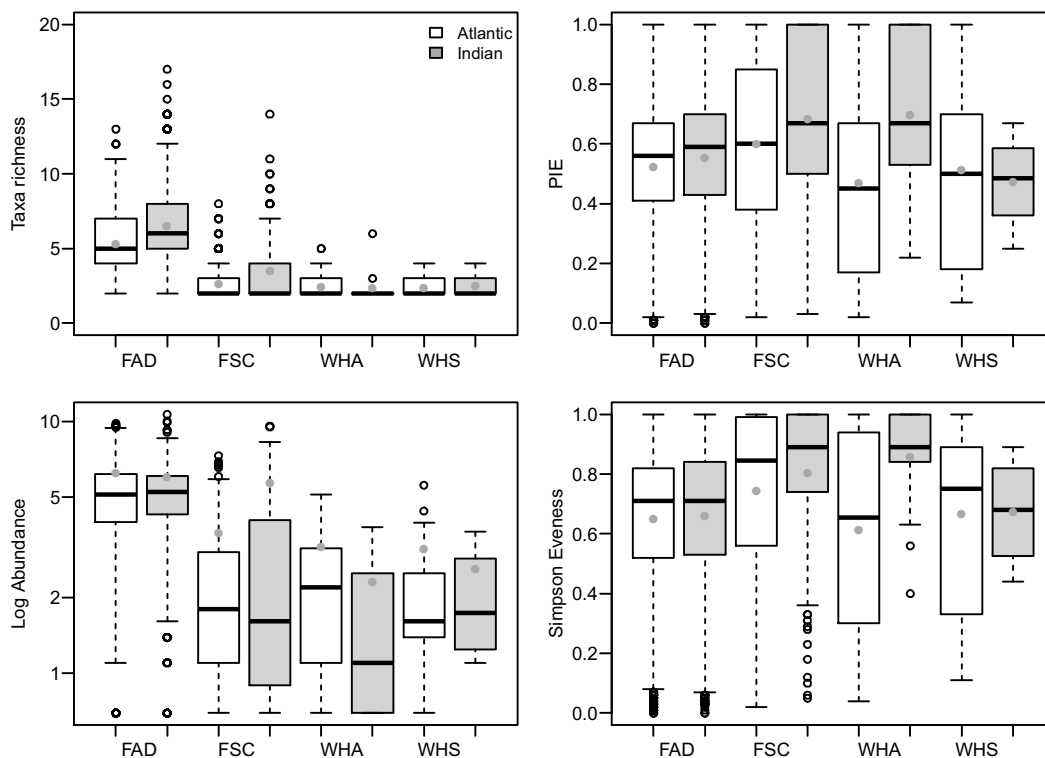 Taxa richness
20
15
10
5
0
Atlantic
Indian
FAD FSC WHA WHS
PIE
1.0
0.8
0.6
0.4
0.2
0.0
FAD FSC WHA WHS
Log Abundance
10
5
2
1
FAD FSC WHA WHS
Simpson Eveness
1.0
0.8
0.6
0.4
0.2
0.0
FAD FSC WHA WHS